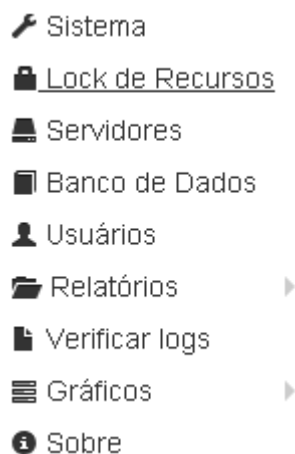 Sistema
Lock de Recursos
Servidores
Banco de Dados
Usuários
Relatórios
Verificar logs
Gráficos
Sobre